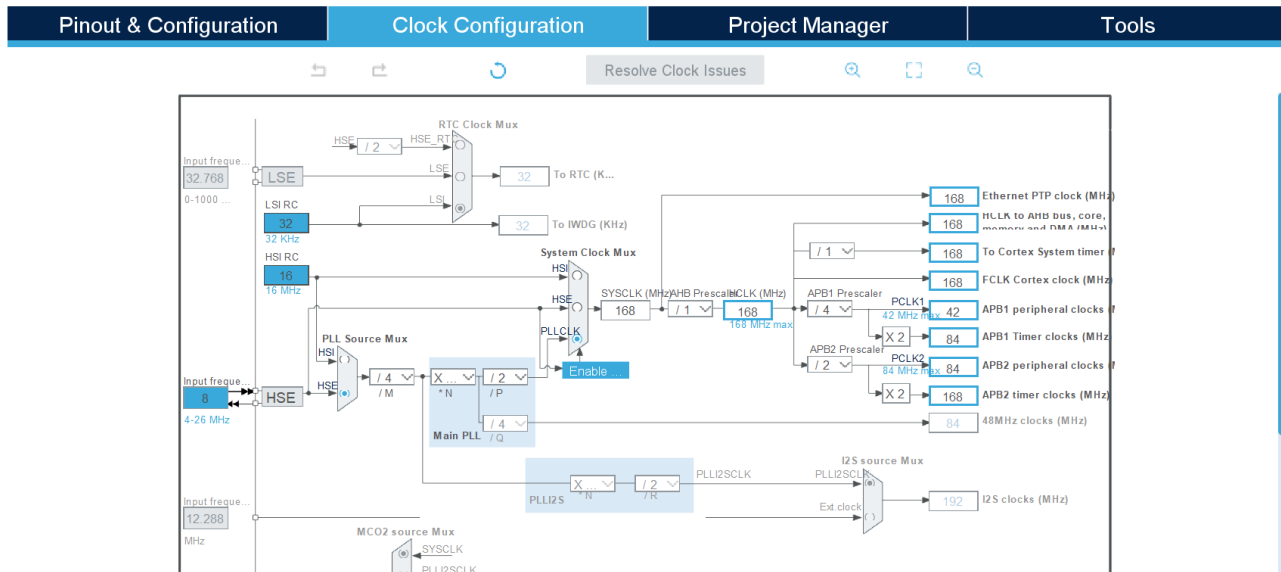 Pinout & Configuration
Clock Configuration
Project Manager
Tools
Resolve Clock Issues
RTC Clock Mux
HSE
/ 2
HSE_RT
Input freque...
32.768
0-1000 ...
LSE
LSE
32
To RTC (K...
LSI RC
32
32 KHz
LSI
32
To IWDG (KHz)
HSI RC
16
16 MHz
System Clock Mux
HSI
HSE
PLLCLK
Enable ...
SYSCLK (MHz)
168
AHB Prescaler
/ 1
HCLK (MHz)
168
168 MHz max
168
Ethernet PTP clock (MHz)
168
HCLK to AHB bus, core,
memory and DMA (MHz)
/ 1
168
To Cortex System timer (
168
FCLK Cortex clock (MHz)
APB1 Prescaler
/ 4
PCLK1
42 MHz max
42
APB1 peripheral clocks (
X 2
84
APB1 Timer clocks (MHz)
APB2 Prescaler
/ 2
PCLK2
84 MHz max
84
APB2 peripheral clocks (
X 2
168
APB2 timer clocks (MHz)
84
48MHz clocks (MHz)
PLL Source Mux
HSI
HSE
Input freque...
8
4-26 MHz
HSE
/ 4
/ M
X ...
* N
/ 2
/ P
/ 4
/ Q
Main PLL
X ...
* N
/ 2
/ R
PLLI2S
PLLI2SCLK
I2S source Mux
PLLI2SCLK
Ext.clock
192
I2S clocks (MHz)
Input freque...
12.288
MHz
MCO2 source Mux
SYSCLK
PLLI2SCLK